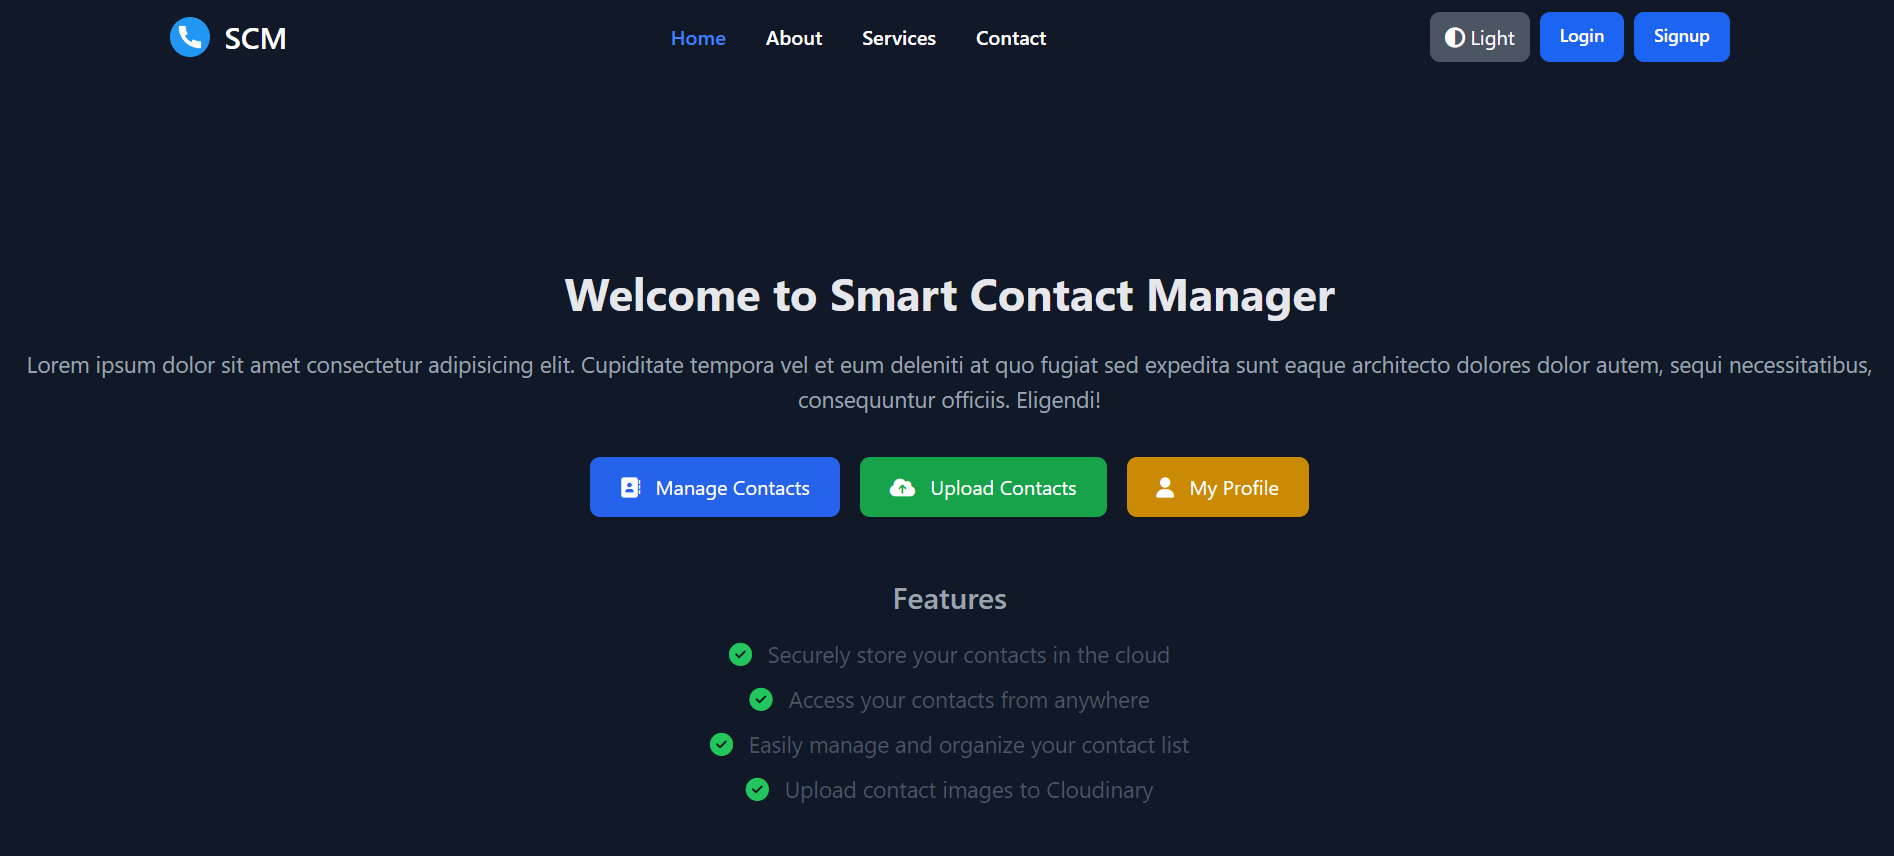 SCM
Home About Services Contact
Light Login Signup
Welcome to Smart Contact Manager
Lorem ipsum dolor sit amet consectetur adipisicing elit. Cupiditate tempora vel et eum deleniti at quo fugiat sed expedita sunt eaque architecto dolores dolor autem, sequi necessitatibus,
consequuntur officiis. Eligendi!
Manage Contacts Upload Contacts My Profile
Features
Securely store your contacts in the cloud
Access your contacts from anywhere
Easily manage and organize your contact list
Upload contact images to Cloudinary